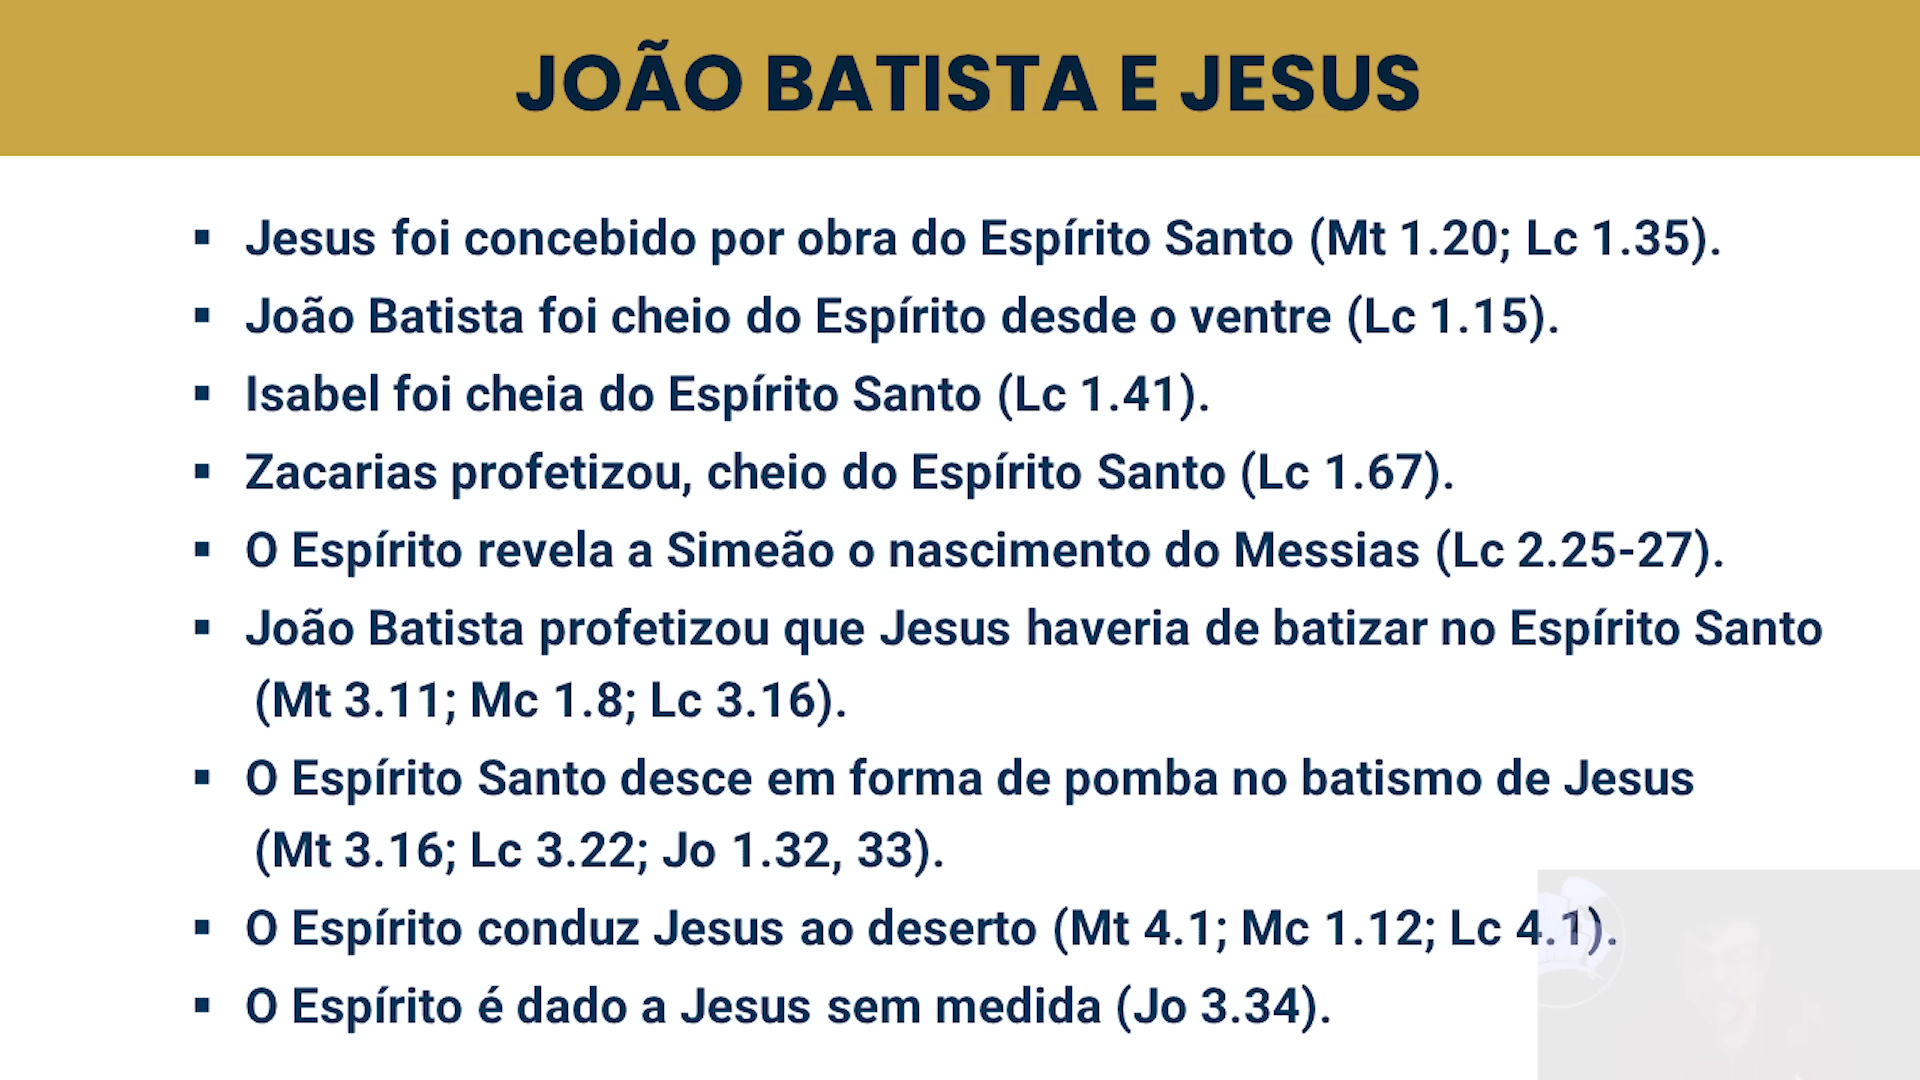 JOÃO BATISTA E JESUS
▪ Jesus foi concebido por obra do Espírito Santo (Mt 1.20; Lc 1.35).
▪ João Batista foi cheio do Espírito desde o ventre (Lc 1.15).
▪ Isabel foi cheia do Espírito Santo (Lc 1.41).
▪ Zacarias profetizou, cheio do Espírito Santo (Lc 1.67).
▪ O Espírito revela a Simeão o nascimento do Messias (Lc 2.25-27).
▪ João Batista profetizou que Jesus haveria de batizar no Espírito Santo
(Mt 3.11; Mc 1.8; Lc 3.16).
▪ O Espírito Santo desce em forma de pomba no batismo de Jesus
(Mt 3.16; Lc 3.22; Jo 1.32, 33).
▪ O Espírito conduz Jesus ao deserto (Mt 4.1; Mc 1.12; Lc 4.1).
▪ O Espírito é dado a Jesus sem medida (Jo 3.34).